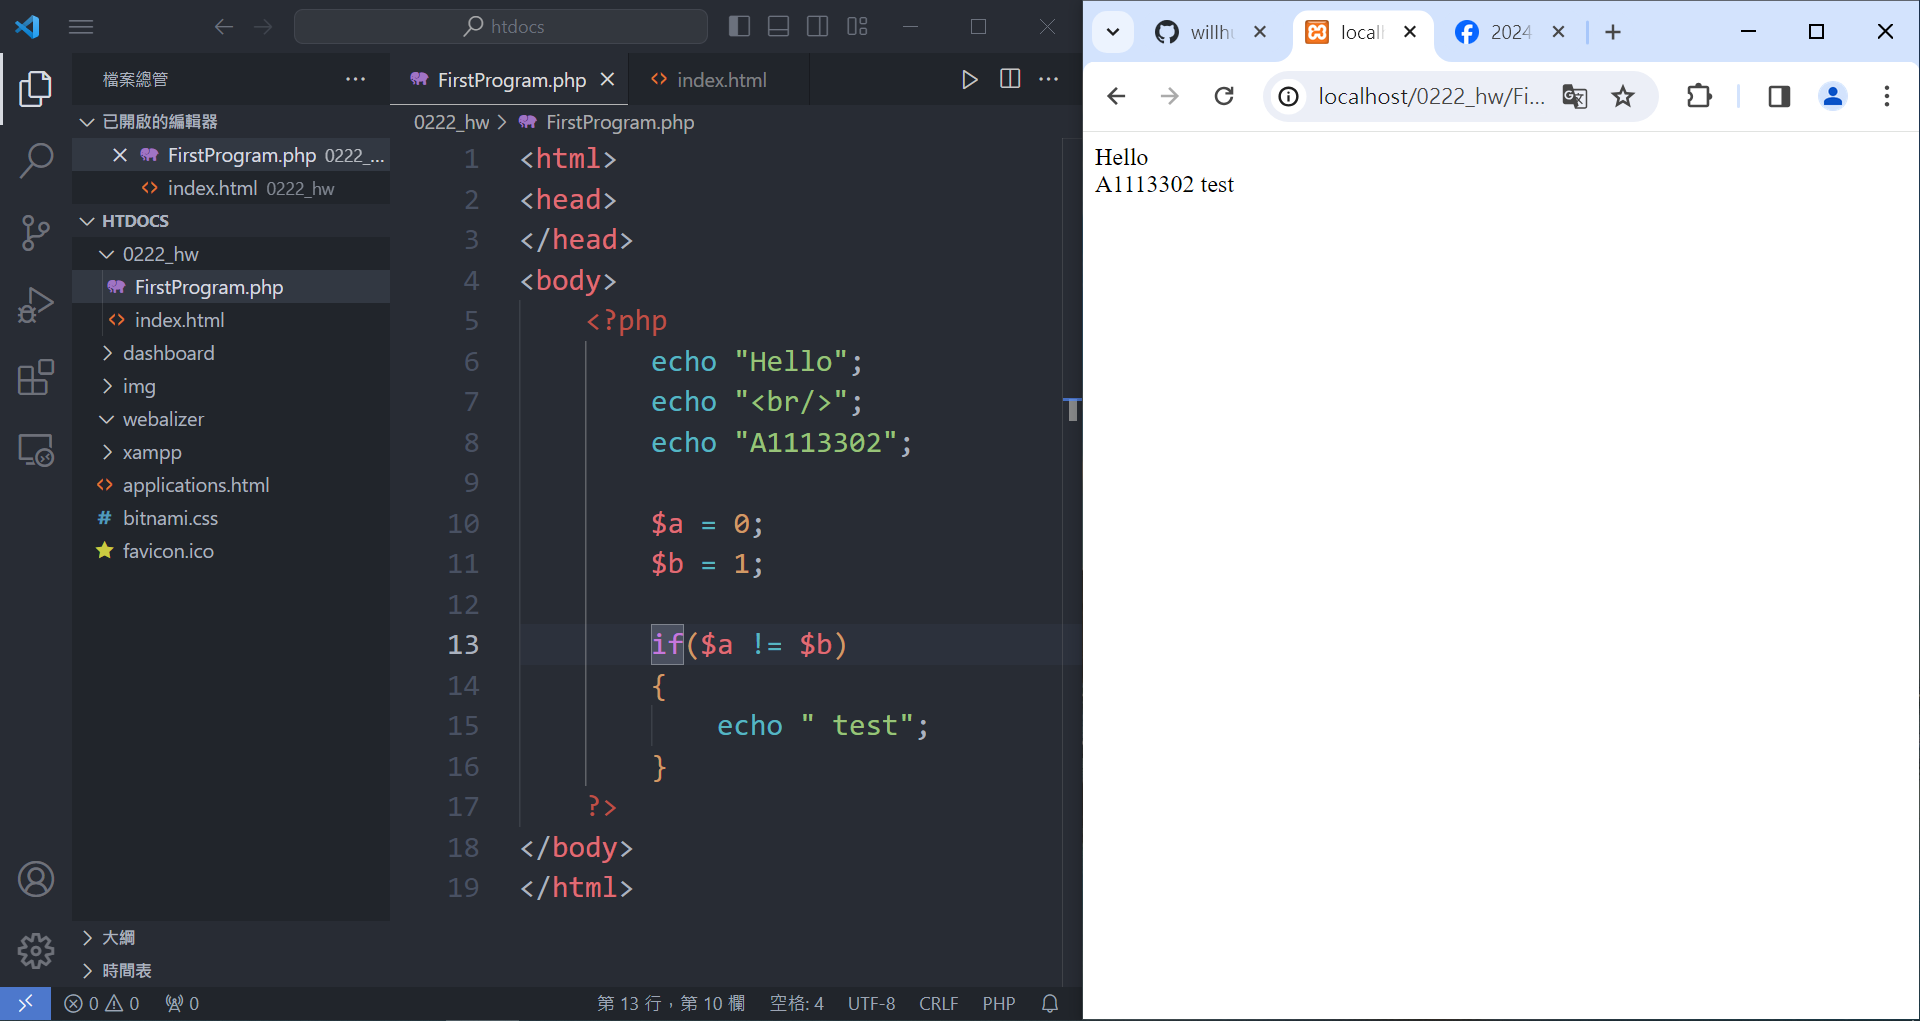 htdocs
檔案總管
已開啟的編輯器
FirstProgram.php 0222_...
index.html 0222_hw
HTDOCS
0222_hw
FirstProgram.php
index.html
dashboard
img
webalizer
xampp
applications.html
bitnami.css
favicon.ico
大綱
時間表
FirstProgram.php
index.html
0222_hw > FirstProgram.php
1 <html>
2 <head>
3 </head>
4 <body>
5 <?php
6 echo "Hello";
7 echo "<br/>";
8 echo "A1113302";
9
10 $a = 0;
11 $b = 1;
12
13 if($a != $b)
14 {
15 echo " test";
16 }
17 ?>
18 </body>
19 </html>
0 0 0
第 13 行，第 10 欄 空格: 4 UTF-8 CRLF PHP
willhu
locall
2024
localhost/0222_hw/Fi...
Hello
A1113302 test